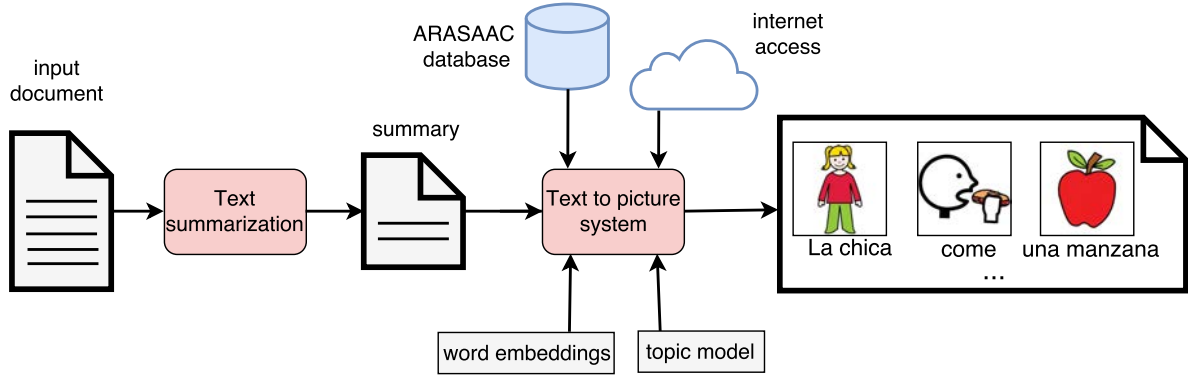 input
document
Text
summarization
summary
ARASAAC
database
internet
access
Text to picture
system
word embeddings
topic model
La chica
come
una manzana
...